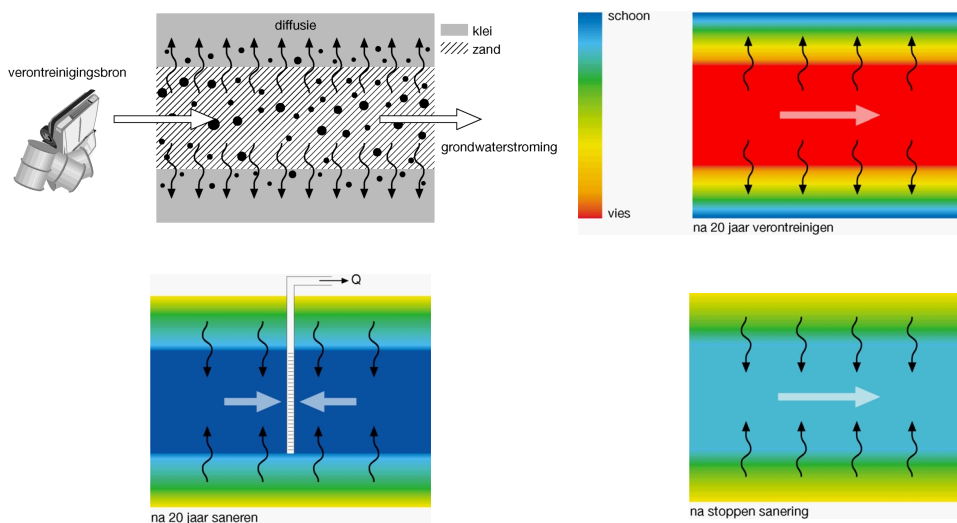 diffusie
klei
zand
verontreinigingsbron
grondwaterstroming
schoon
vies
na 20 jaar verontreinigen
Q
na 20 jaar saneren
na stoppen sanering